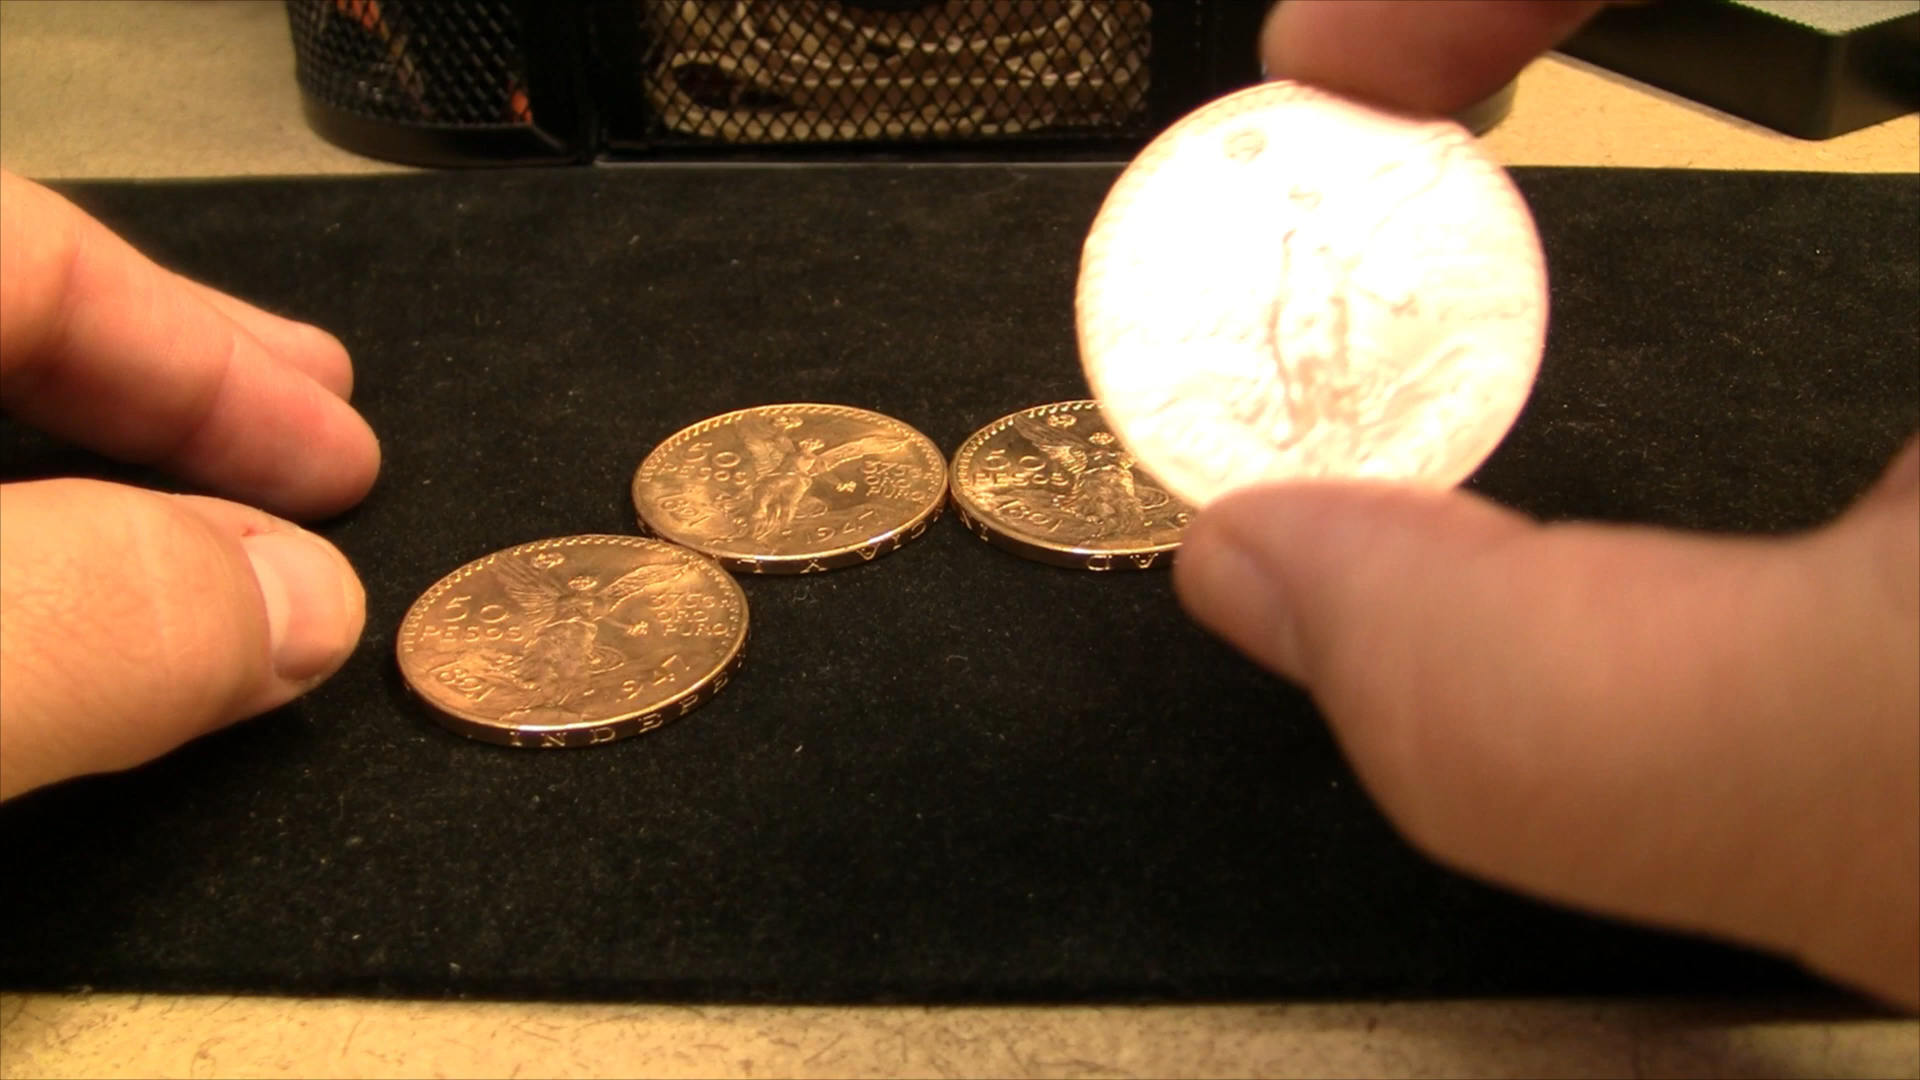 50
PESOS
37,5 Gr.
ORO
PURO
1821
1947
INDEPE
50
PESOS
37,5
ORO
PURO
1821
1947
A Y L
50
PESOS
1821
AD